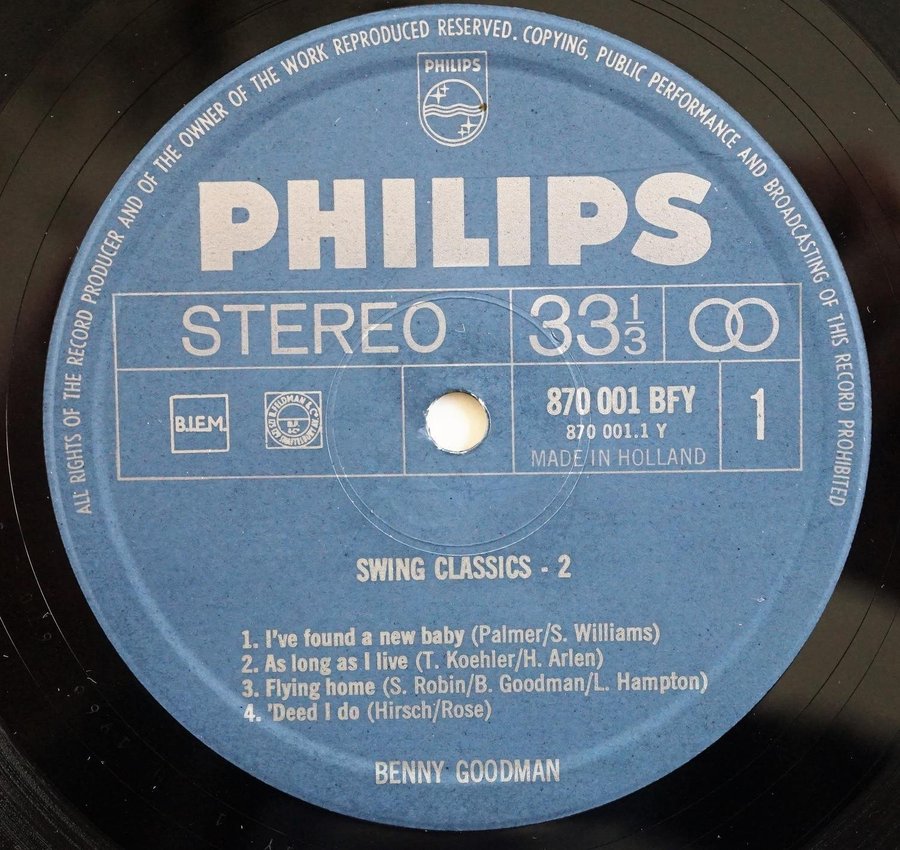 ALL RIGHTS OF THE RECORD PRODUCER AND OF THE OWNER OF THE WORK REPRODUCED RESERVED. COPYING, PUBLIC PERFORMANCE AND BROADCASTING OF THIS RECORD PROHIBITED
PHILIPS
PHILIPS
STEREO 33 1/3
B.I.E.M. 870 001 BFY 1
870 001.1 Y
MADE IN HOLLAND
SWING CLASSICS - 2
1. I've found a new baby (Palmer/S. Williams)
2. As long as I live (T. Koehler/H. Arlen)
3. Flying home (S. Robin/B. Goodman/L. Hampton)
4. 'Deed I do (Hirsch/Rose)
BENNY GOODMAN